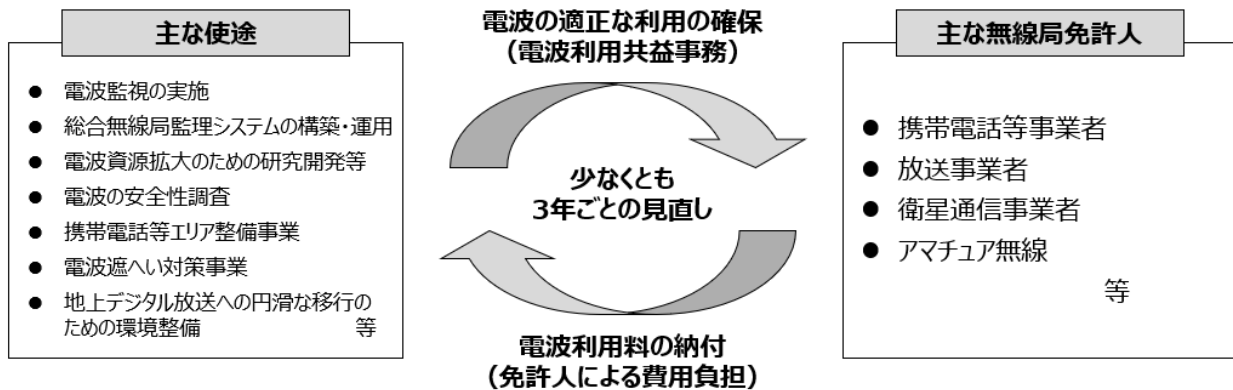 主な使途
● 電波監視の実施
● 総合無線局監理システムの構築・運用
● 電波資源拡大のための研究開発等
● 電波の安全性調査
● 携帯電話等エリア整備事業
● 電波遮へい対策事業
● 地上デジタル放送への円滑な移行の
ための環境整備 等
電波の適正な利用の確保
(電波利用共益事務)
少なくとも
3年ごとの見直し
電波利用料の納付
(免許人による費用負担)
主な無線局免許人
● 携帯電話等事業者
● 放送事業者
● 衛星通信事業者
● アマチュア無線
等